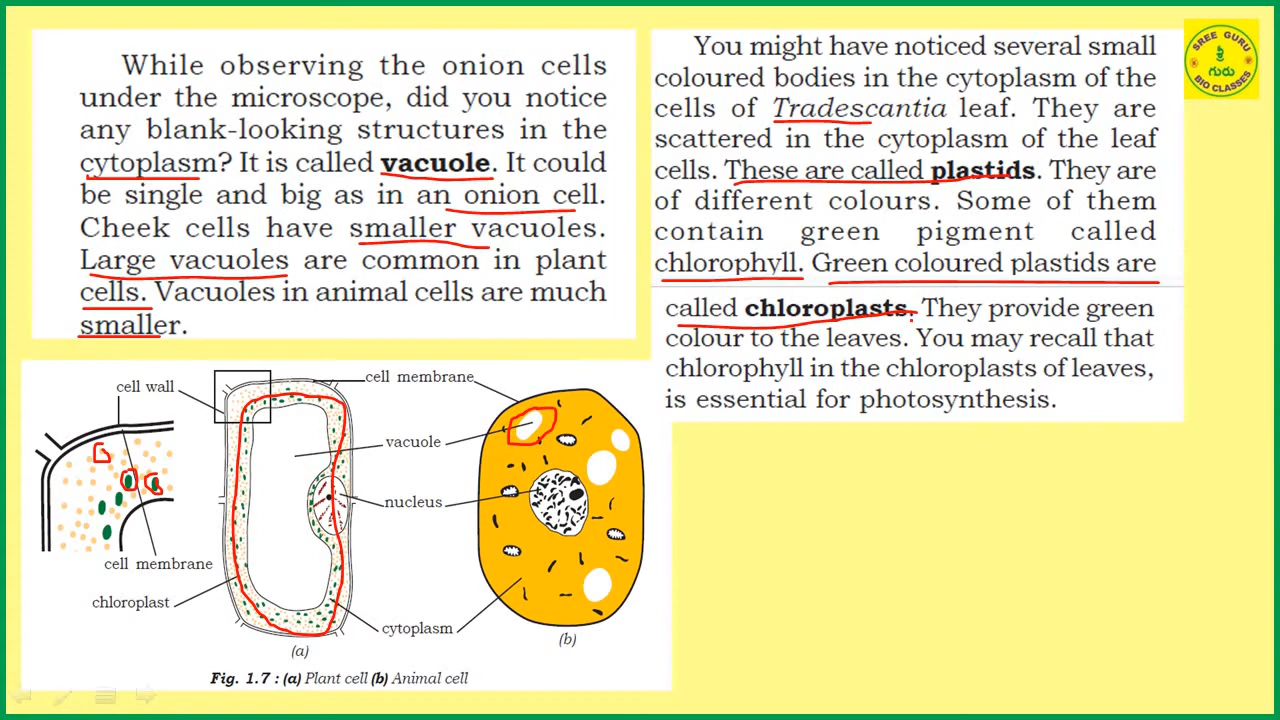 While observing the onion cells
under the microscope, did you notice
any blank-looking structures in the
cytoplasm? It is called vacuole. It could
be single and big as in an onion cell.
Cheek cells have smaller vacuoles.
Large vacuoles are common in plant
cells. Vacuoles in animal cells are much
smaller.
You might have noticed several small
coloured bodies in the cytoplasm of the
cells of Tradescantia leaf. They are
scattered in the cytoplasm of the leaf
cells. These are called plastids. They are
of different colours. Some of them
contain green pigment called
chlorophyll. Green coloured plastids are
called chloroplasts. They provide green
colour to the leaves. You may recall that
chlorophyll in the chloroplasts of leaves,
is essential for photosynthesis.
SREE GURU
ಶ್ರೀ
ಗುರು
BIO CLASSES
cell wall
cell membrane
vacuole
nucleus
cell membrane
chloroplast
cytoplasm
(a)
(b)
Fig. 1.7 : (a) Plant cell (b) Animal cell